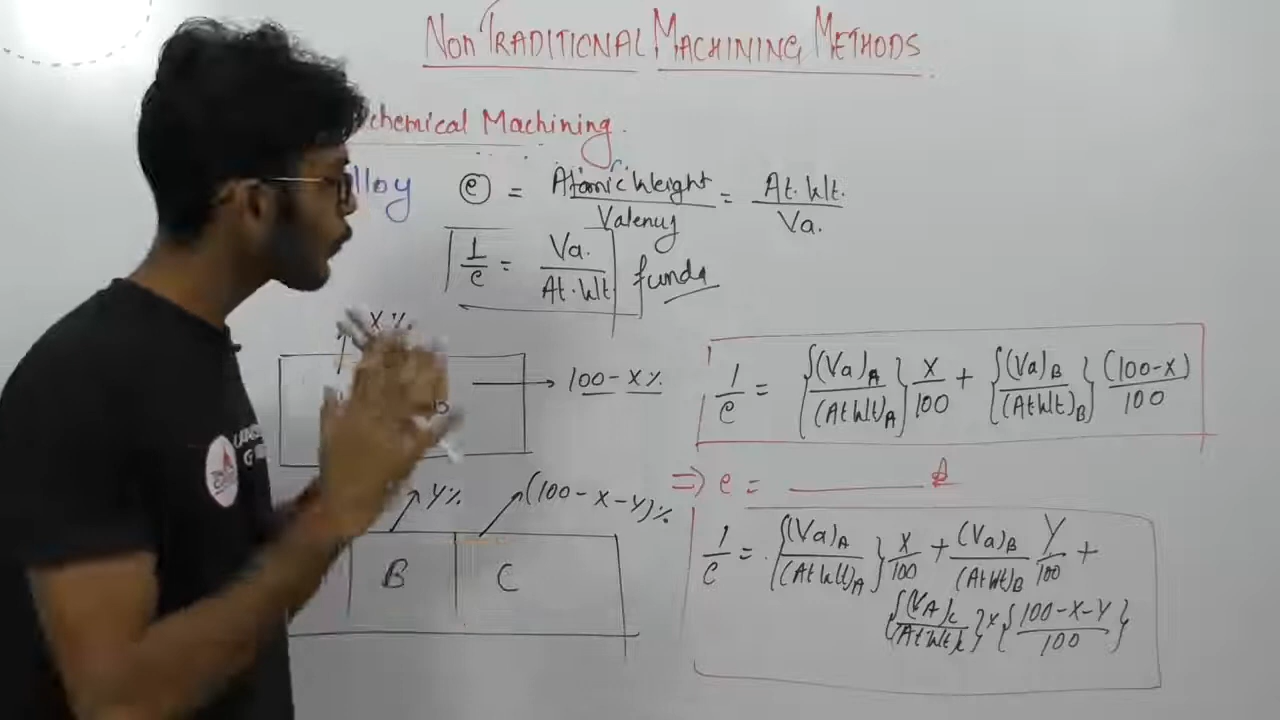 NON TRADITIONAL MACHINING METHODS
chemical Machining.
lloy
e = Atomic Weight / Valency = At. Wt. / Va.
1/e = Va. / At. Wt funda
X %
100 - X %
1/e = {(Va)A / (At Wt)A} X/100 + {(Va)B / (At Wt)B} (100-X)/100
⇒ e = ________
Y% (100-X-Y)%
B C
1/e = {(Va)A / (At Wt)A} X/100 + (Va)B / (At Wt)B Y/100 +
{(VA)c / At Wt)c} x {100-X-Y / 100}